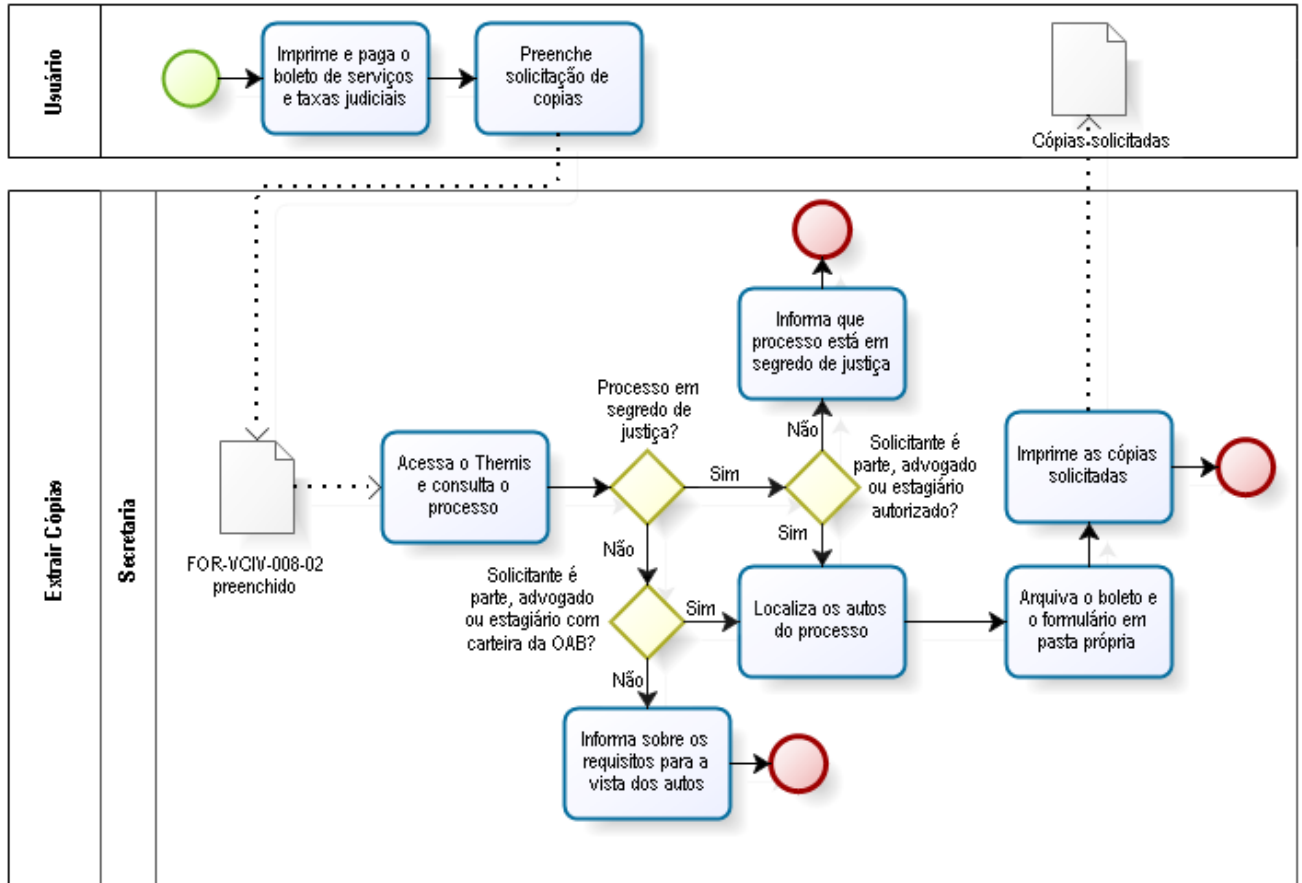 Usuário
Imprime e paga o
boleto de serviços
e taxas judiciais
Preenche
solicitação de
copias
Cópias solicitadas
Extrair Cópias
Secretaria
FOR-VCIV-008-02
preenchido
Acessa o Themis
e consulta o
processo
Processo em
segredo de
justiça?
Sim
Não
Informa que
processo está em
segredo de justiça
Não
Solicitante é
parte, advogado
ou estagiário
autorizado?
Sim
Solicitante é
parte, advogado
ou estagiário com
carteira da OAB?
Sim
Não
Localiza os autos
do processo
Arquiva o boleto e
o formulário em
pasta própria
Imprime as cópias
solicitadas
Informa sobre os
requisitos para a
vista dos autos